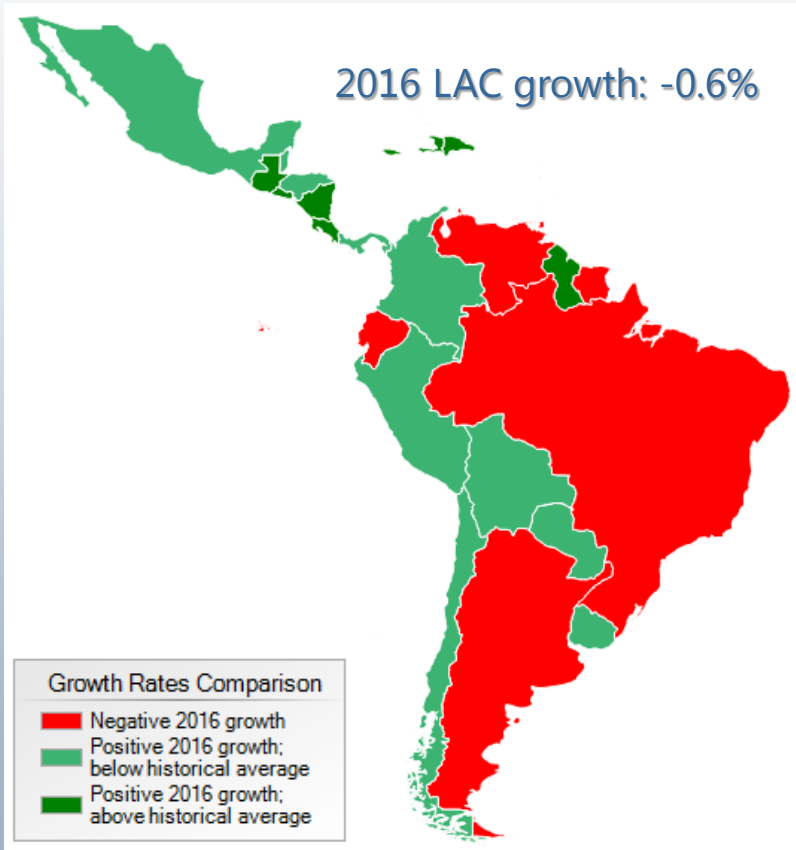 2016 LAC growth: -0.6%
Growth Rates Comparison
Negative 2016 growth
Positive 2016 growth;
below historical average
Positive 2016 growth;
above historical average